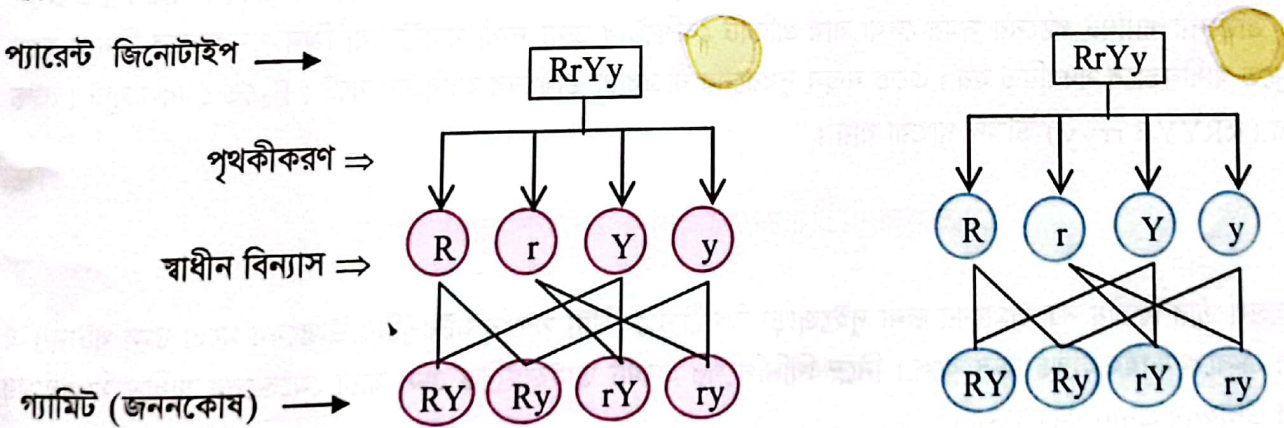 প্যারেন্ট জিনোটাইপ RrYy RrYy
পৃথকীকরণ ⇒
R r Y y R r Y y
স্বাধীন বিন্যাস ⇒
গ্যামিট (জননকোষ) RY Ry rY ry RY Ry rY ry